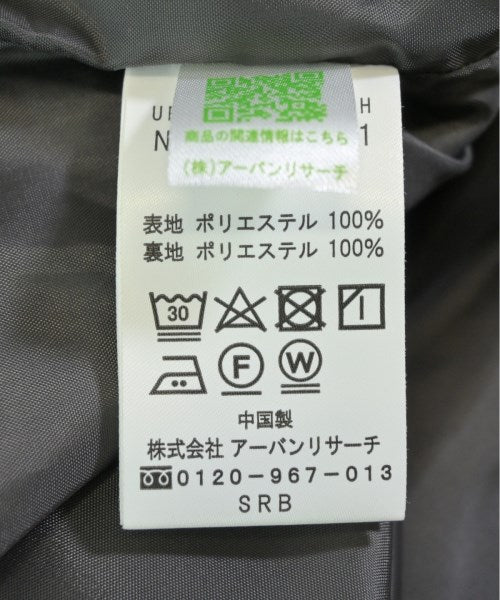 商品の関連情報はこちら
(株)アーバンリサーチ
表地 ポリエステル 100%
裏地 ポリエステル 100%
30
F W
中国製
株式会社 アーバンリサーチ
0120-967-013
SRB